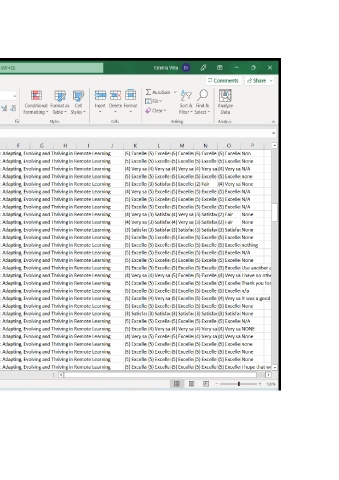 (Alt+Q)
Estellita Villa EV
Comments Share
AutoSum
Fill
Clear
Conditional Formatting Format as Table Cell Styles Insert Delete Format Sort & Filter Find & Select Analyze Data
Styles Cells Editing Analysis
F G H I J K L M N O P
: Adapting, Evolving and Thriving in Remote Learning (5) Excelle (5) Excelle (5) Excelle (5) Excelle (5) Excelle Non
: Adapting, Evolving and Thriving in Remote Learning (5) Excelle (5) Excelle (5) Excelle (5) Excelle (5) Excelle None
: Adapting, Evolving and Thriving in Remote Learning (4) Very sa (4) Very sa (4) Very sa (4) Very sa (4) Very sa N/A
: Adapting, Evolving and Thriving in Remote Learning (5) Excelle (5) Excelle (5) Excelle (5) Excelle (5) Excelle none
: Adapting, Evolving and Thriving in Remote Learning (5) Excelle (3) Satisfa (5) Excelle (2) Fair (4) Very sa None
: Adapting, Evolving and Thriving in Remote Learning (4) Very sa (5) Excelle (5) Excelle (5) Excelle (5) Excelle N/A
: Adapting, Evolving and Thriving in Remote Learning (5) Excelle (5) Excelle (5) Excelle (5) Excelle (5) Excelle N/A
: Adapting, Evolving and Thriving in Remote Learning (5) Excelle (5) Excelle (5) Excelle (5) Excelle (5) Excelle N/A
: Adapting, Evolving and Thriving in Remote Learning (4) Very sa (3) Satisfa (4) Very sa (3) Satisfa (2) Fair None
: Adapting, Evolving and Thriving in Remote Learning (4) Very sa (3) Satisfa (4) Very sa (3) Satisfa (2) Fair None
: Adapting, Evolving and Thriving in Remote Learning (3) Satisfa (3) Satisfa (3) Satisfa (3) Satisfa (3) Satisfa None
: Adapting, Evolving and Thriving in Remote Learning (5) Excelle (5) Excelle (5) Excelle (5) Excelle (5) Excelle None
: Adapting, Evolving and Thriving in Remote Learning (5) Excelle (5) Excelle (5) Excelle (5) Excelle (5) Excelle nothing
: Adapting, Evolving and Thriving in Remote Learning (5) Excelle (5) Excelle (5) Excelle (5) Excelle (5) Excelle N/A
: Adapting, Evolving and Thriving in Remote Learning (5) Excelle (5) Excelle (5) Excelle (5) Excelle (5) Excelle None
: Adapting, Evolving and Thriving in Remote Learning (5) Excelle (5) Excelle (5) Excelle (5) Excelle (5) Excelle Use another
: Adapting, Evolving and Thriving in Remote Learning (4) Very sa (5) Excelle (5) Excelle (5) Excelle (4) Very sa I have no othe
: Adapting, Evolving and Thriving in Remote Learning (5) Excelle (5) Excelle (5) Excelle (5) Excelle (5) Excelle Thank you for
: Adapting, Evolving and Thriving in Remote Learning (5) Excelle (5) Excelle (5) Excelle (5) Excelle (5) Excelle n/a
: Adapting, Evolving and Thriving in Remote Learning (5) Excelle (4) Very sa (5) Excelle (5) Excelle (4) Very sa It was a good
: Adapting, Evolving and Thriving in Remote Learning (5) Excelle (5) Excelle (5) Excelle (5) Excelle (5) Excelle None
: Adapting, Evolving and Thriving in Remote Learning (3) Satisfa (3) Satisfa (3) Satisfa (3) Satisfa (3) Satisfa None
: Adapting, Evolving and Thriving in Remote Learning (5) Excelle (5) Excelle (5) Excelle (5) Excelle (5) Excelle None
: Adapting, Evolving and Thriving in Remote Learning (5) Excelle (4) Very sa (4) Very sa (4) Very sa (4) Very sa NONE
: Adapting, Evolving and Thriving in Remote Learning (4) Very sa (5) Excelle (5) Excelle (4) Very sa (4) Very sa None
: Adapting, Evolving and Thriving in Remote Learning (5) Excelle (5) Excelle (5) Excelle (5) Excelle (5) Excelle none
: Adapting, Evolving and Thriving in Remote Learning (5) Excelle (5) Excelle (5) Excelle (5) Excelle (5) Excelle None
: Adapting, Evolving and Thriving in Remote Learning (5) Excelle (5) Excelle (5) Excelle (5) Excelle (5) Excelle None
: Adapting, Evolving and Thriving in Remote Learning (5) Excelle (5) Excelle (5) Excelle (5) Excelle (5) Excelle I hope that w